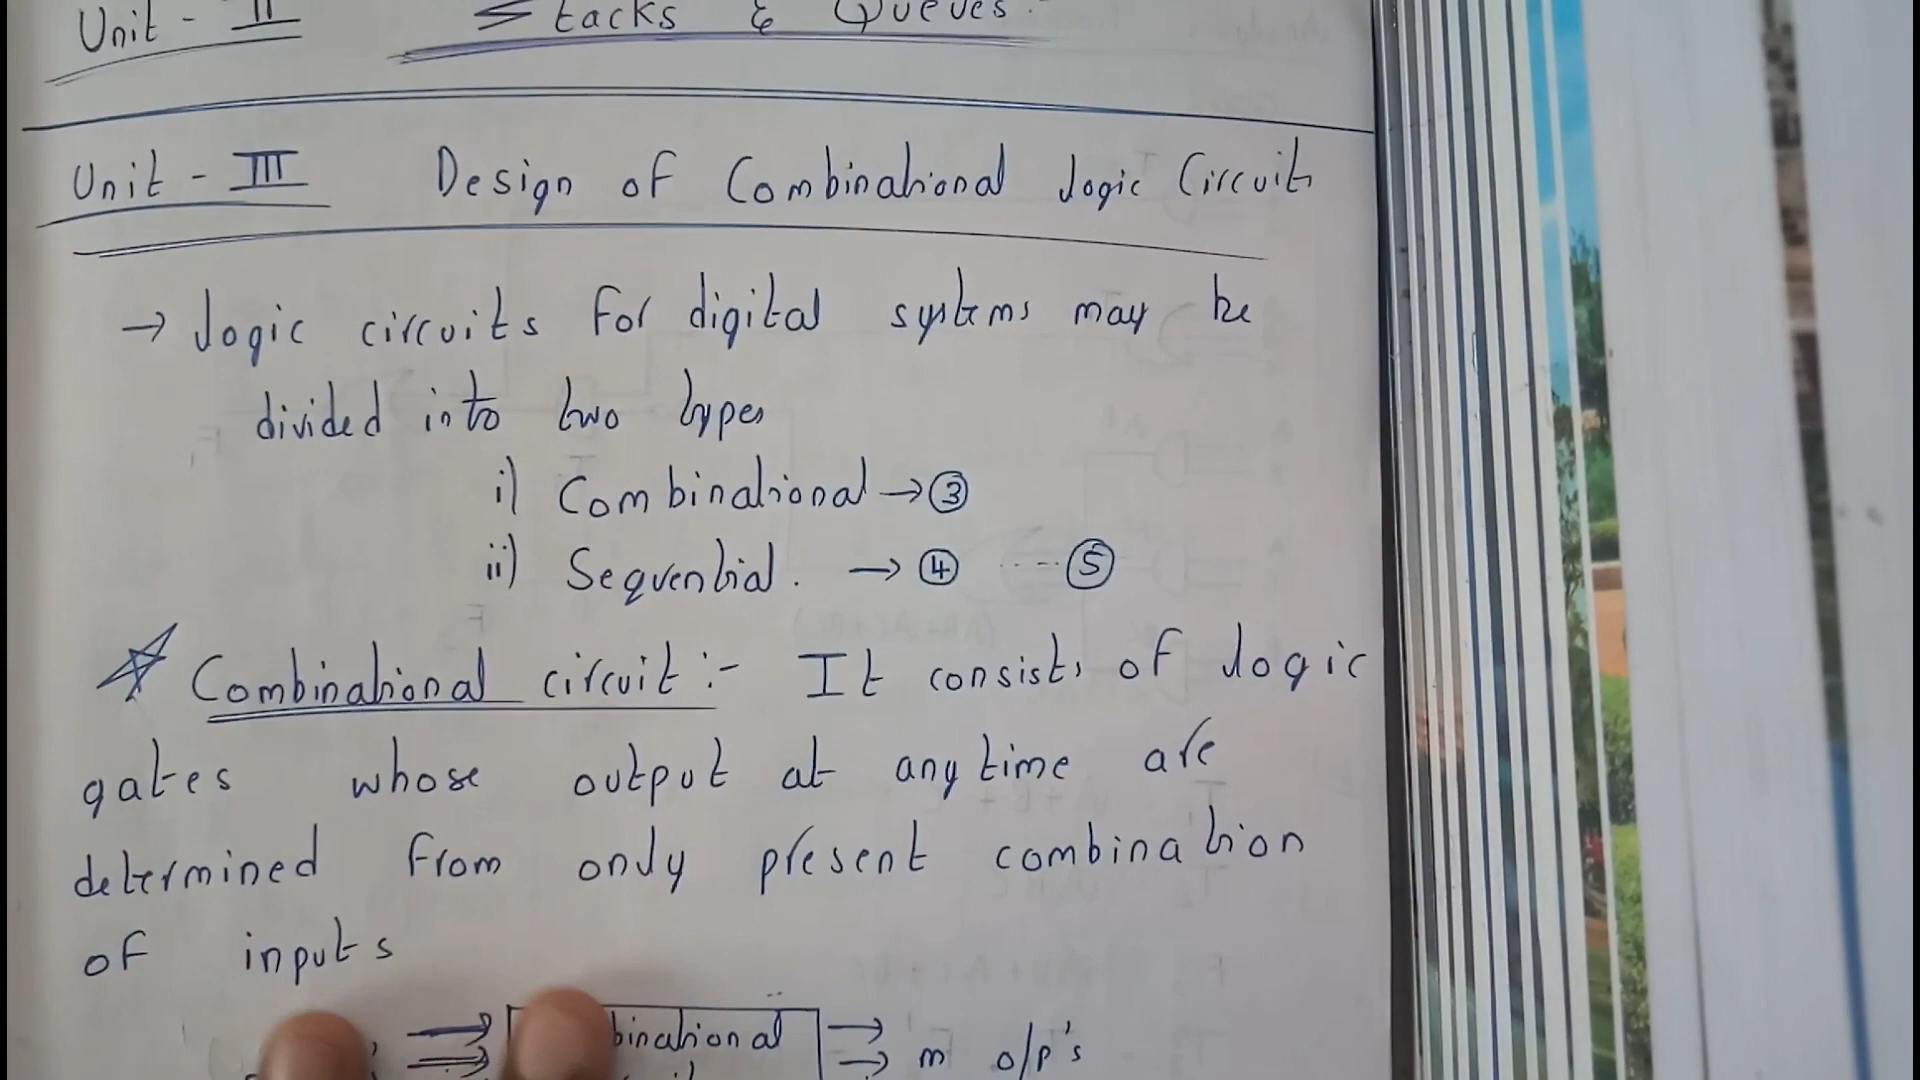 Unit - II Stacks & Queues.
Unit - III Design of Combinational Logic Circuits
→ Logic circuits for digital systems may be
divided into two types
i) Combinational → ③
ii) Sequential. → ④ ---- ⑤
Combinational circuit :- It consists of logic
gates whose output at any time are
determined from only present combination
of inputs
m o/p's